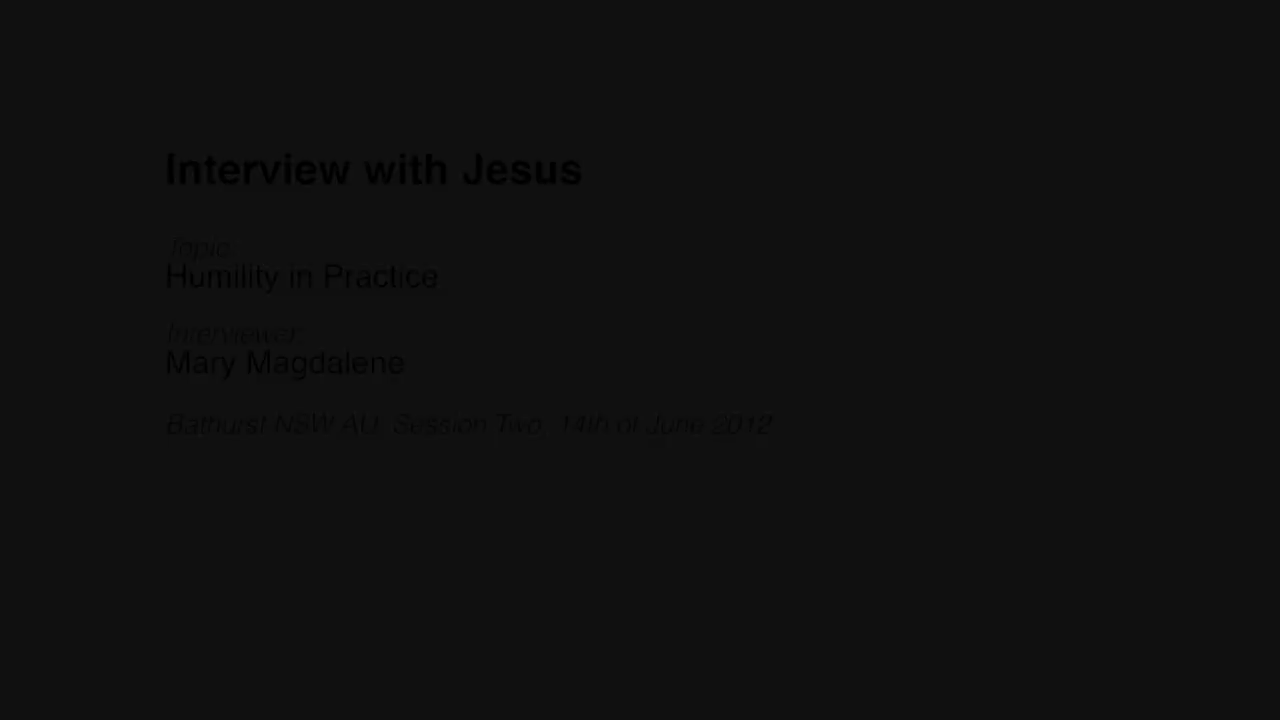 Interview with Jesus
Topic:
Humility in Practice
Interviewer:
Mary Magdalene
Bathurst NSW AU, Session Two, 14th of June 2012